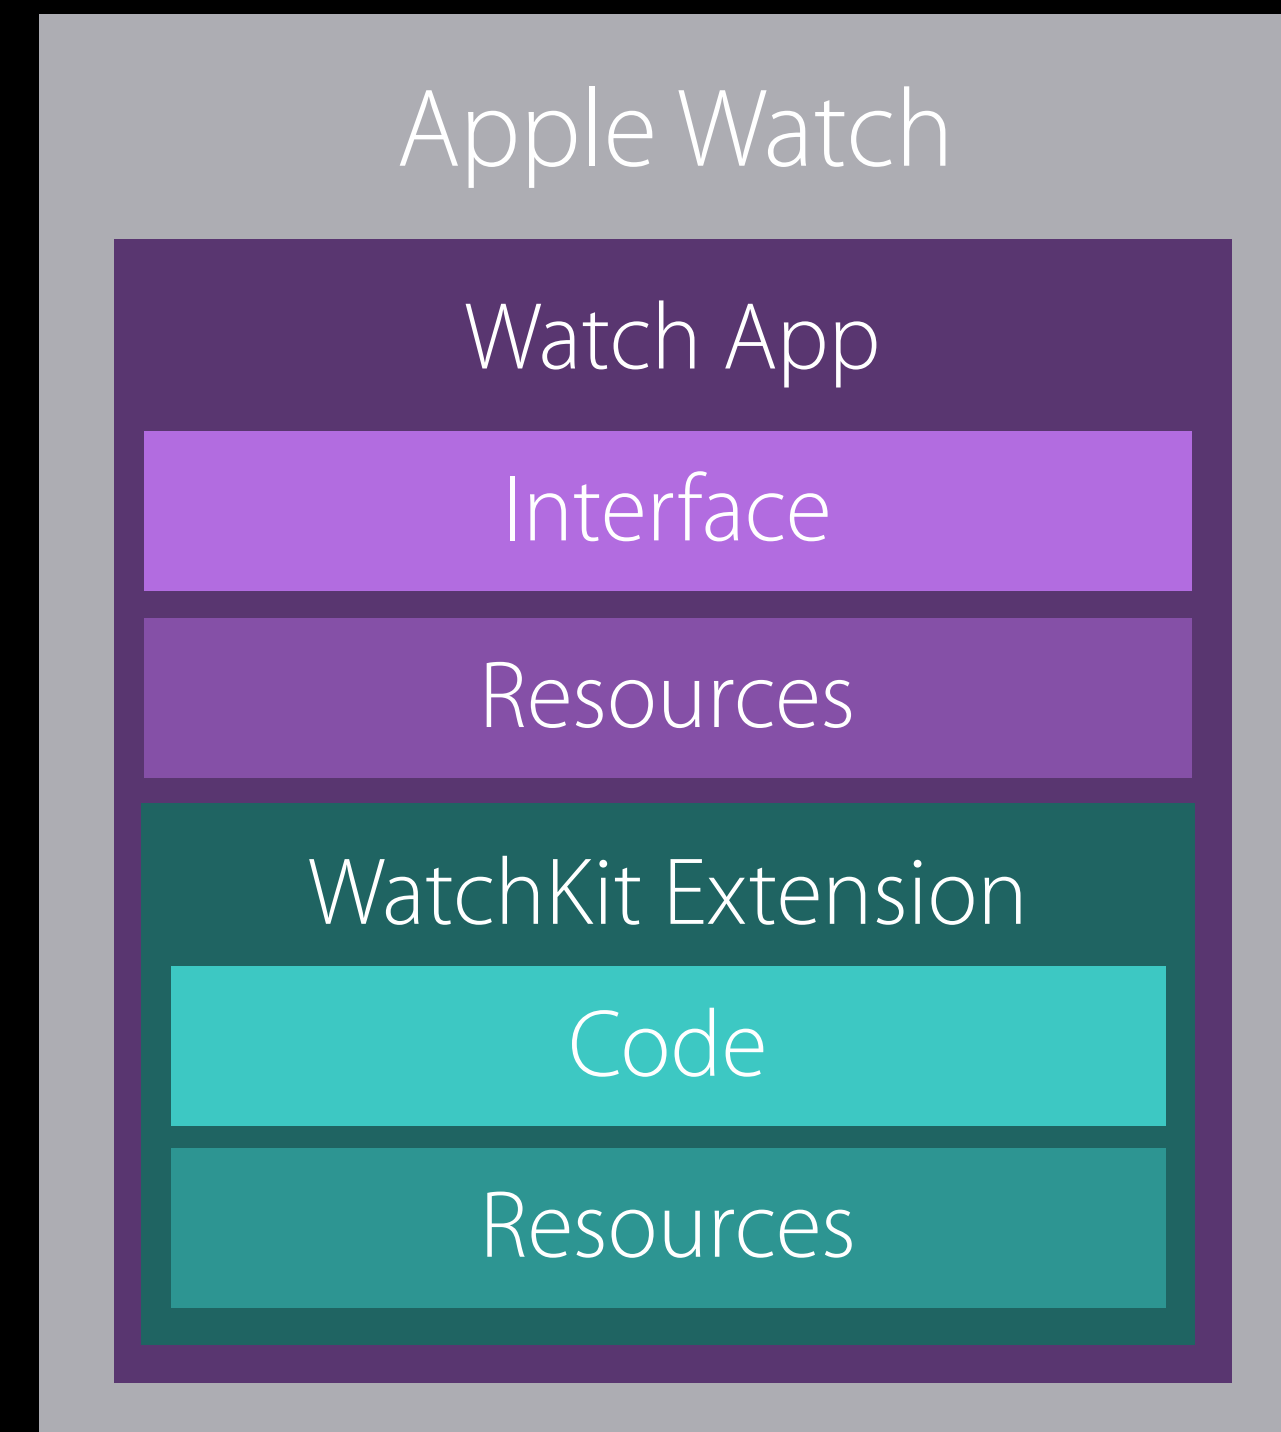 Apple Watch
Watch App
Interface
Resources
WatchKit Extension
Code
Resources